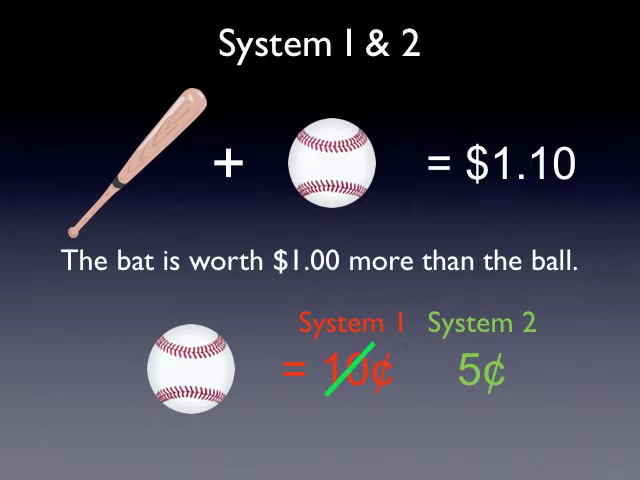 System 1 & 2
+ = $1.10
The bat is worth $1.00 more than the ball.
System 1 System 2
= 10¢ 5¢